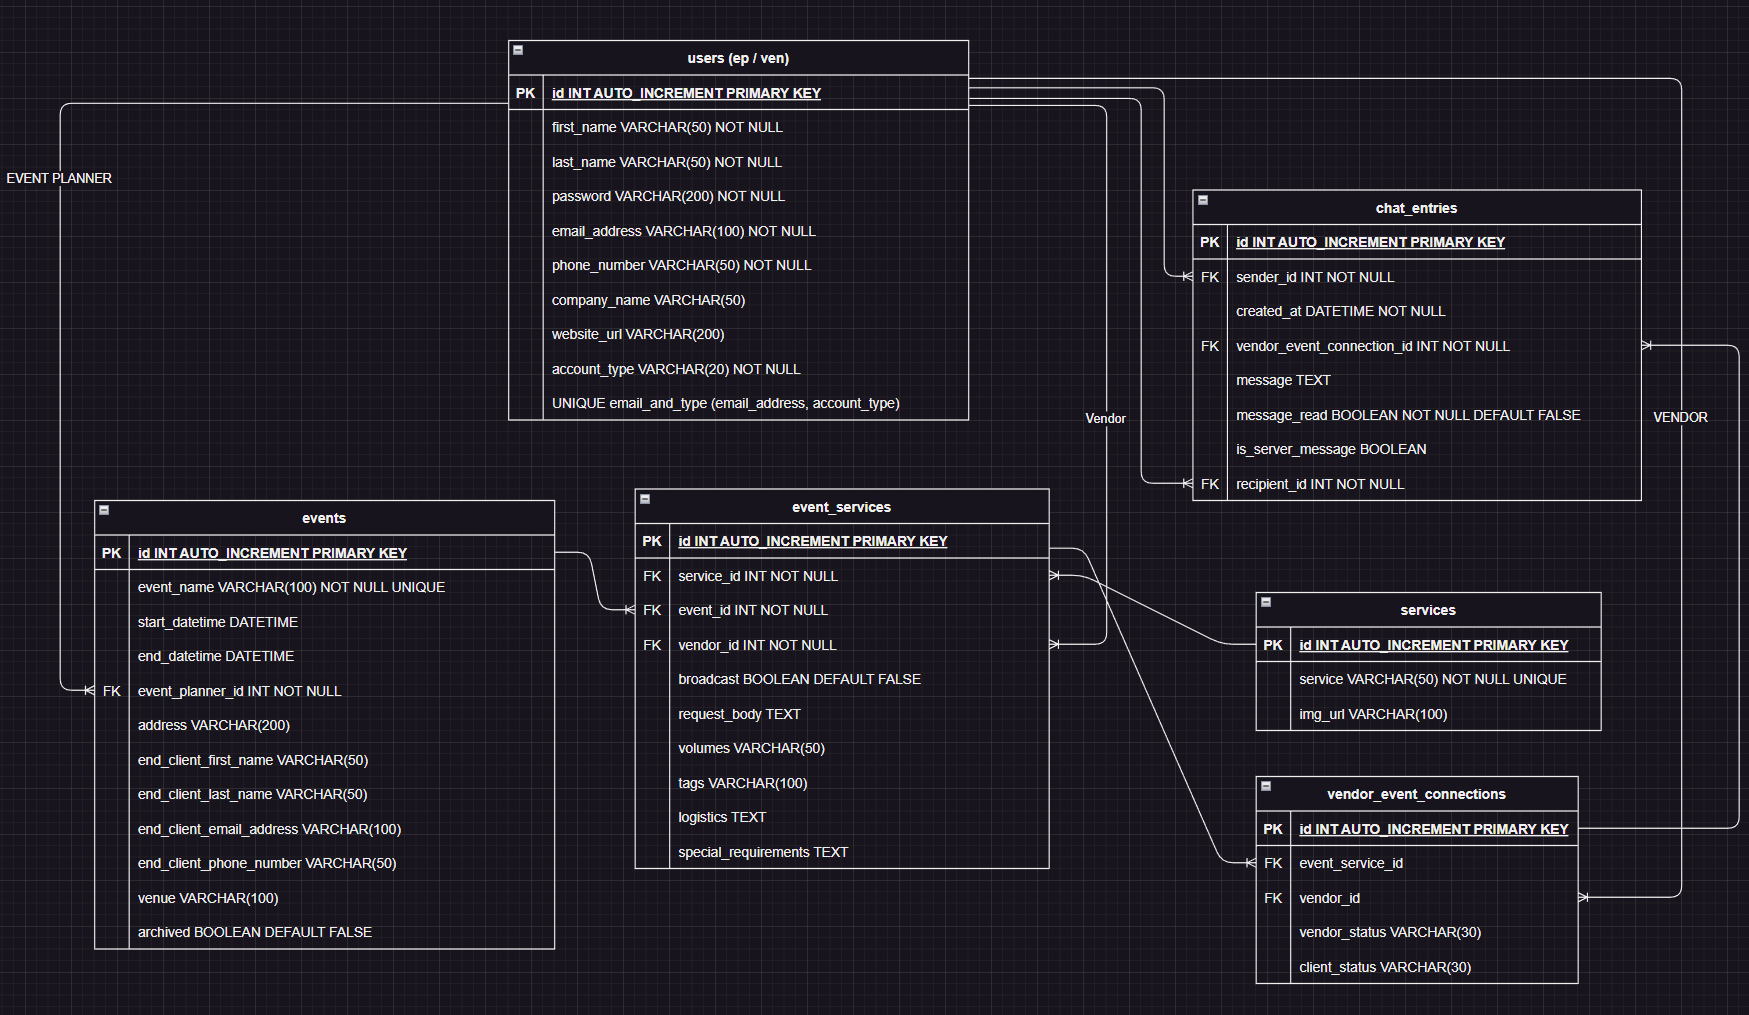 users (ep / ven)
PK id INT AUTO_INCREMENT PRIMARY KEY
first_name VARCHAR(50) NOT NULL
last_name VARCHAR(50) NOT NULL
password VARCHAR(200) NOT NULL
email_address VARCHAR(100) NOT NULL
phone_number VARCHAR(50) NOT NULL
company_name VARCHAR(50)
website_url VARCHAR(200)
account_type VARCHAR(20) NOT NULL
UNIQUE email_and_type (email_address, account_type)
EVENT PLANNER
chat_entries
PK id INT AUTO_INCREMENT PRIMARY KEY
FK sender_id INT NOT NULL
created_at DATETIME NOT NULL
FK vendor_event_connection_id INT NOT NULL
message TEXT
message_read BOOLEAN NOT NULL DEFAULT FALSE
is_server_message BOOLEAN
FK recipient_id INT NOT NULL
Vendor
VENDOR
events
PK id INT AUTO_INCREMENT PRIMARY KEY
event_name VARCHAR(100) NOT NULL UNIQUE
start_datetime DATETIME
end_datetime DATETIME
FK event_planner_id INT NOT NULL
address VARCHAR(200)
end_client_first_name VARCHAR(50)
end_client_last_name VARCHAR(50)
end_client_email_address VARCHAR(100)
end_client_phone_number VARCHAR(50)
venue VARCHAR(100)
archived BOOLEAN DEFAULT FALSE
event_services
PK id INT AUTO_INCREMENT PRIMARY KEY
FK service_id INT NOT NULL
FK event_id INT NOT NULL
FK vendor_id INT NOT NULL
broadcast BOOLEAN DEFAULT FALSE
request_body TEXT
volumes VARCHAR(50)
tags VARCHAR(100)
logistics TEXT
special_requirements TEXT
services
PK id INT AUTO_INCREMENT PRIMARY KEY
service VARCHAR(50) NOT NULL UNIQUE
img_url VARCHAR(100)
vendor_event_connections
PK id INT AUTO_INCREMENT PRIMARY KEY
FK event_service_id
FK vendor_id
vendor_status VARCHAR(30)
client_status VARCHAR(30)